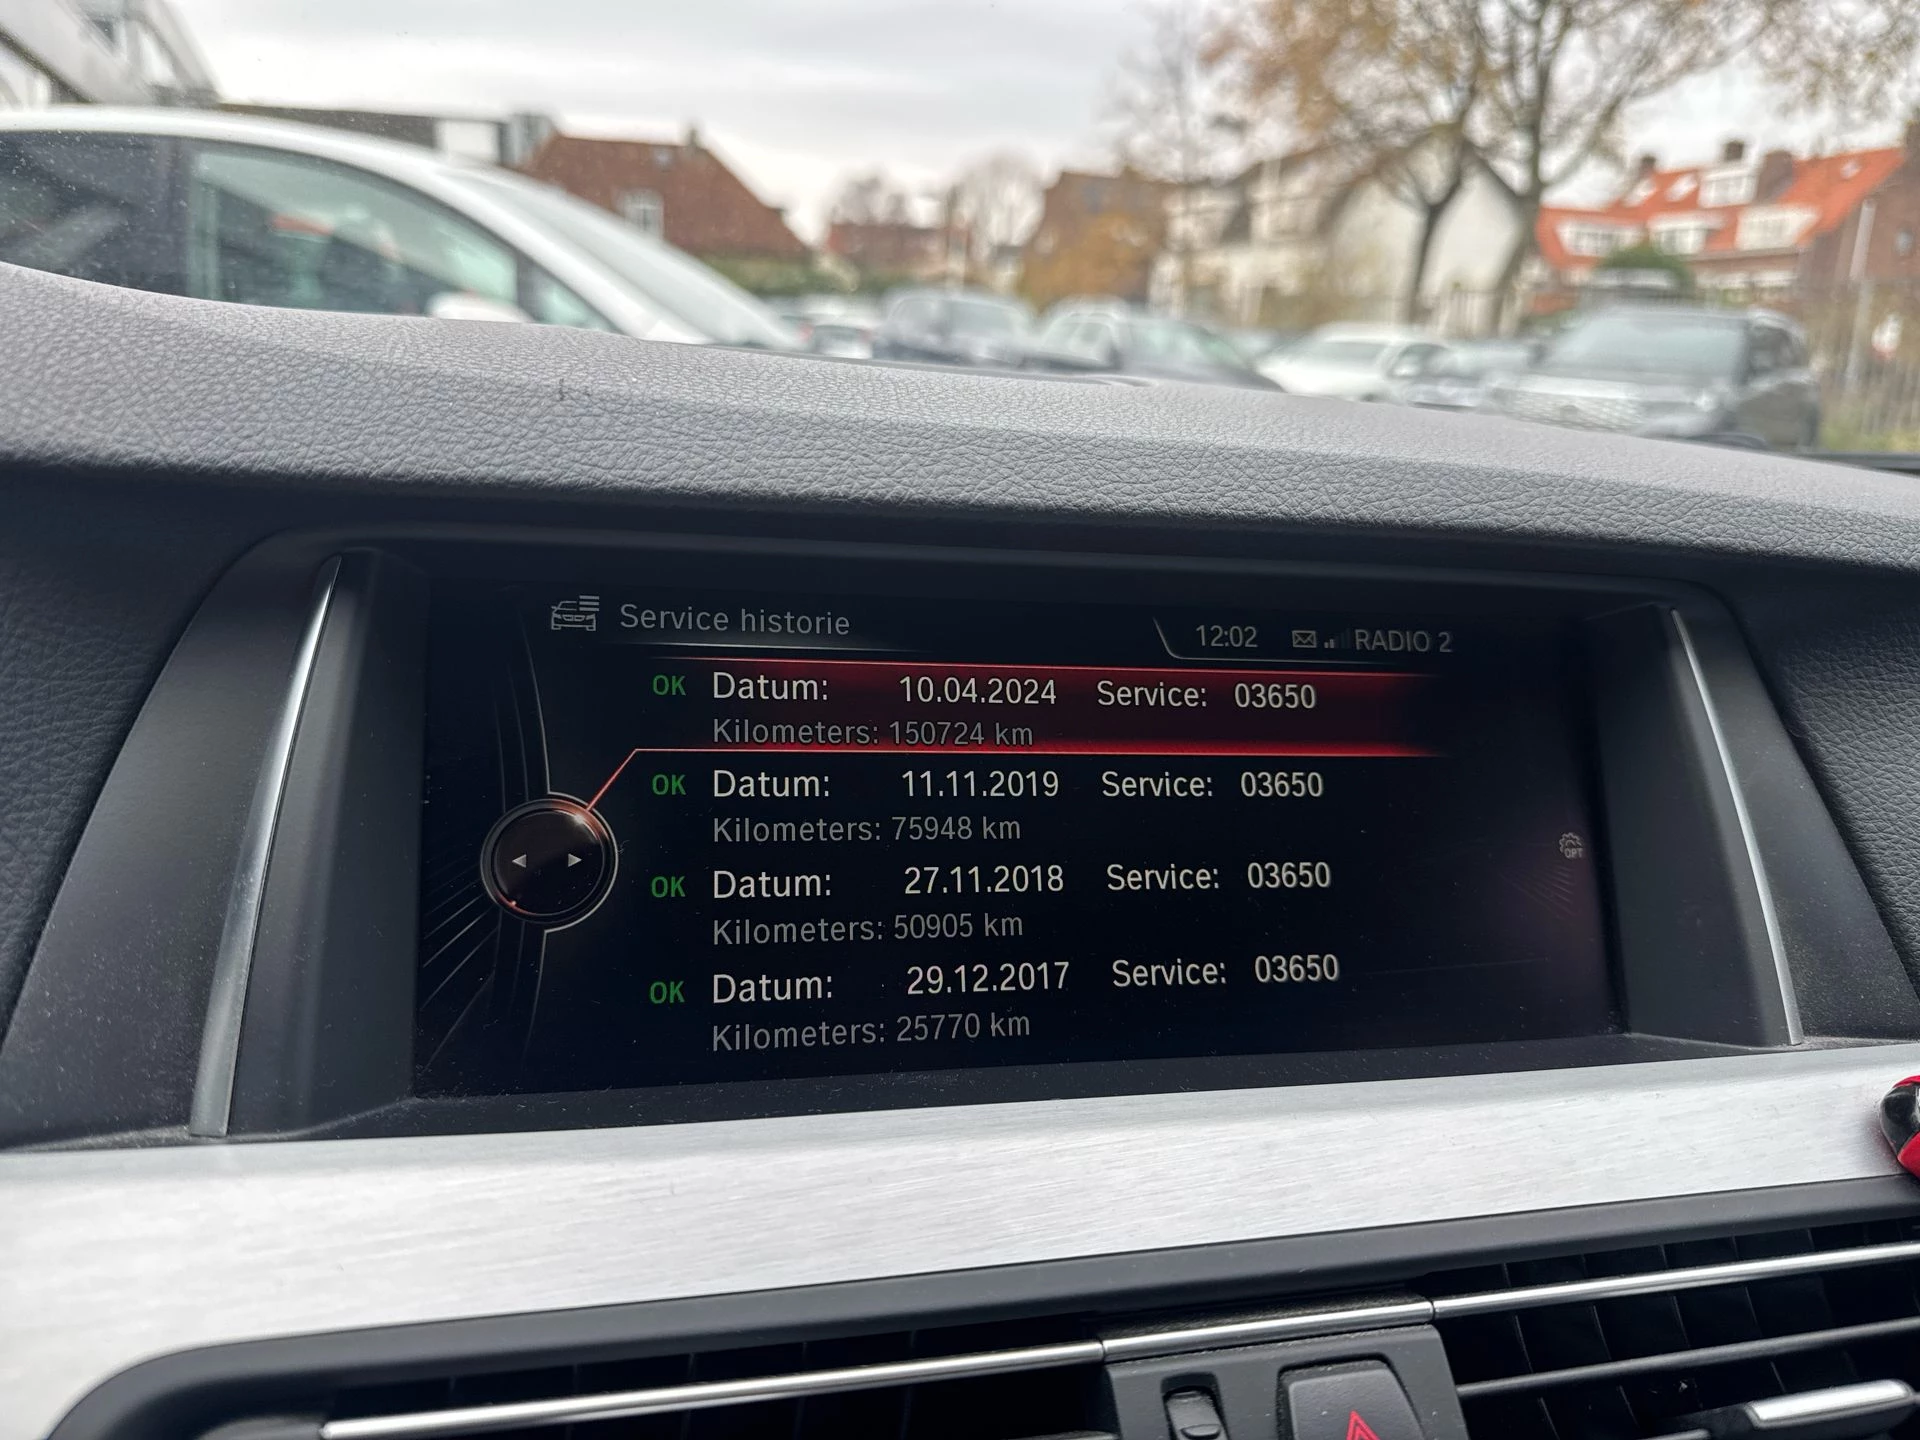 Service historie
12:02 RADIO 2
OK Datum: 10.04.2024 Service: 03650
Kilometers: 150724 km
OK Datum: 11.11.2019 Service: 03650
Kilometers: 75948 km
OK Datum: 27.11.2018 Service: 03650
Kilometers: 50905 km
OK Datum: 29.12.2017 Service: 03650
Kilometers: 25770 km
OPT